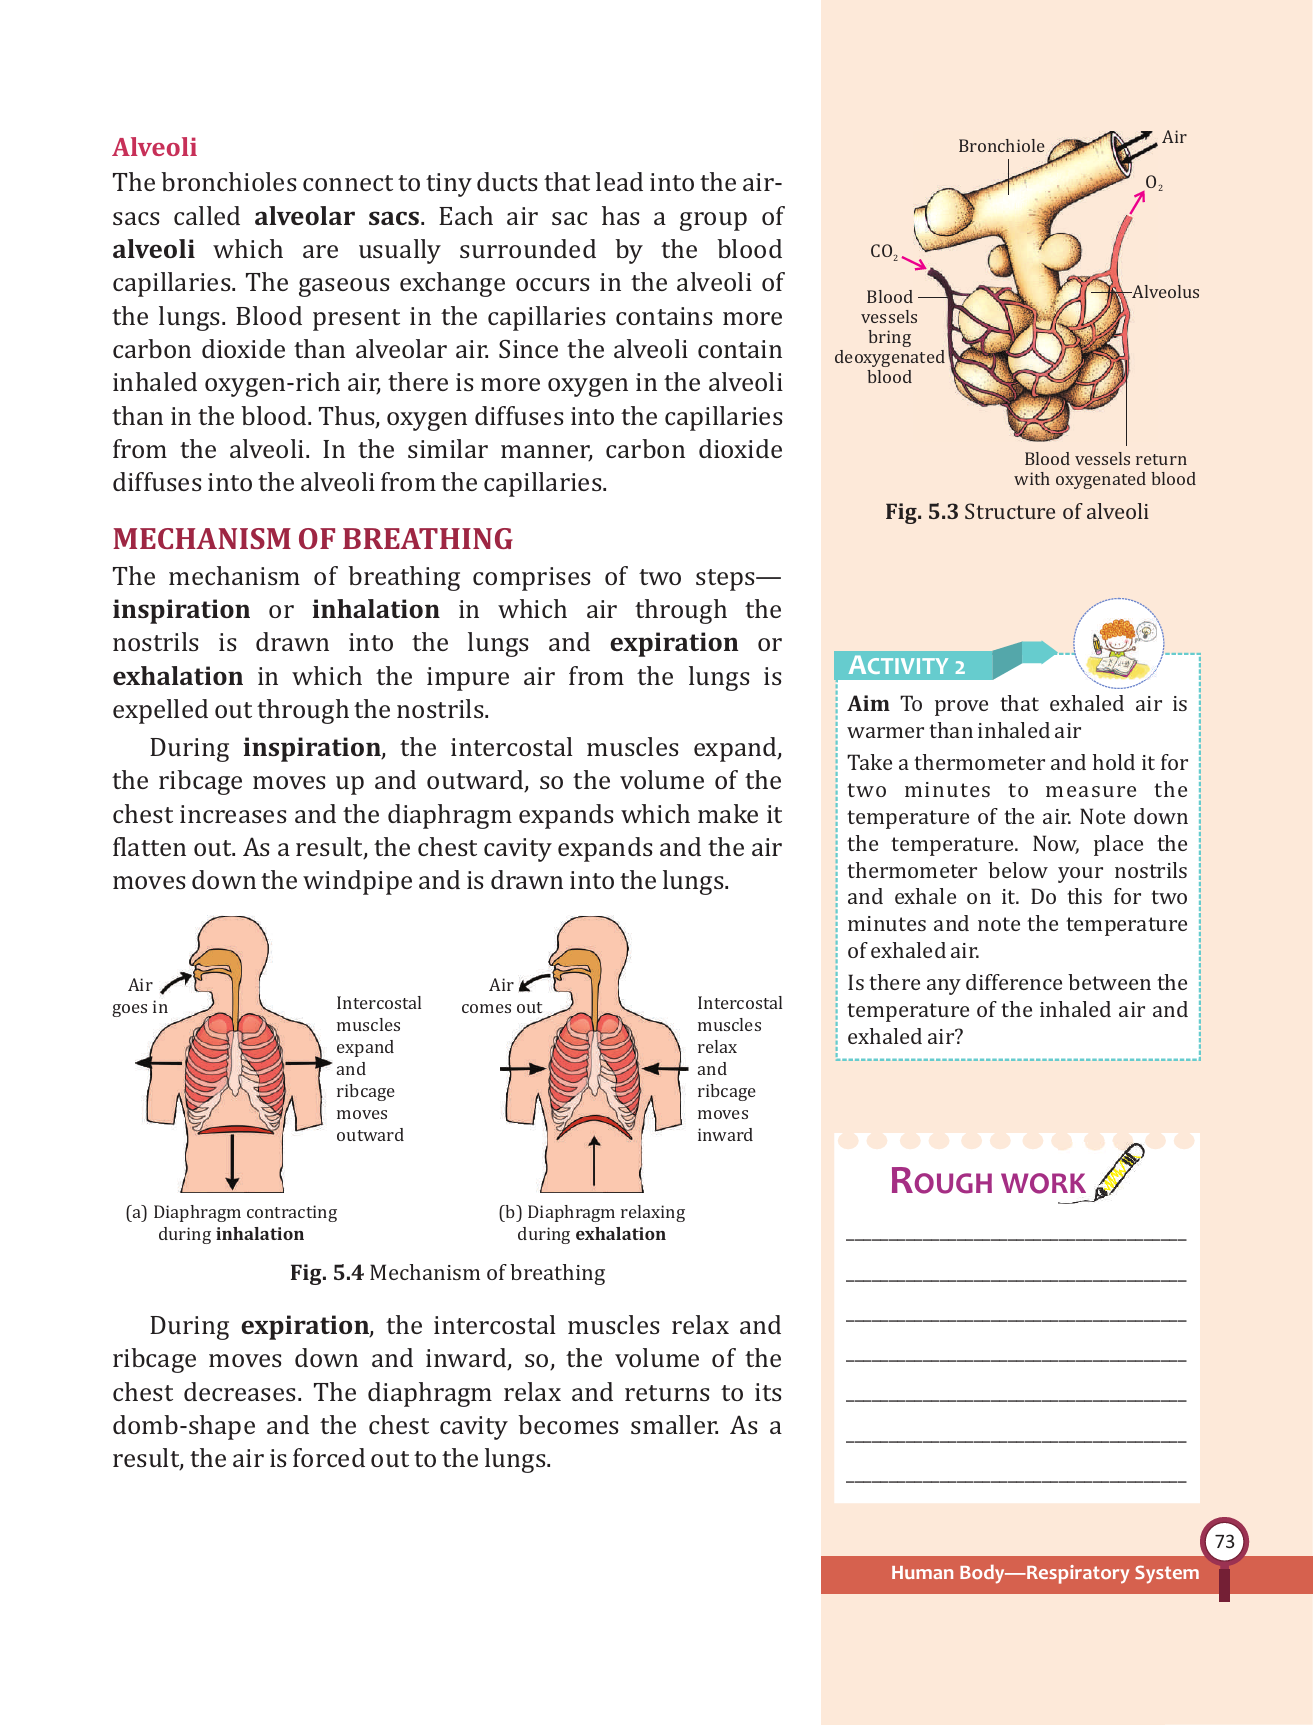 Alveoli
The bronchioles connect to tiny ducts that lead into the air-
sacs called alveolar sacs. Each air sac has a group of
alveoli which are usually surrounded by the blood
capillaries. The gaseous exchange occurs in the alveoli of
the lungs. Blood present in the capillaries contains more
carbon dioxide than alveolar air. Since the alveoli contain
inhaled oxygen-rich air, there is more oxygen in the alveoli
than in the blood. Thus, oxygen diffuses into the capillaries
from the alveoli. In the similar manner, carbon dioxide
diffuses into the alveoli from the capillaries.
MECHANISM OF BREATHING
The mechanism of breathing comprises of two steps—
inspiration or inhalation in which air through the
nostrils is drawn into the lungs and expiration or
exhalation in which the impure air from the lungs is
expelled out through the nostrils.
During inspiration, the intercostal muscles expand,
the ribcage moves up and outward, so the volume of the
chest increases and the diaphragm expands which make it
flatten out. As a result, the chest cavity expands and the air
moves down the windpipe and is drawn into the lungs.
Air
goes in
Intercostal
muscles
expand
and
ribcage
moves
outward
(a) Diaphragm contracting
during inhalation
Air
comes out
Intercostal
muscles
relax
and
ribcage
moves
inward
(b) Diaphragm relaxing
during exhalation
Fig. 5.4 Mechanism of breathing
During expiration, the intercostal muscles relax and
ribcage moves down and inward, so, the volume of the
chest decreases. The diaphragm relax and returns to its
domb-shape and the chest cavity becomes smaller. As a
result, the air is forced out to the lungs.
Bronchiole
Air
O₂
CO₂
Blood
vessels
bring
deoxygenated
blood
Alveolus
Blood vessels return
with oxygenated blood
Fig. 5.3 Structure of alveoli
ACTIVITY 2
Aim To prove that exhaled air is
warmer than inhaled air
Take a thermometer and hold it for
two minutes to measure the
temperature of the air. Note down
the temperature. Now, place the
thermometer below your nostrils
and exhale on it. Do this for two
minutes and note the temperature
of exhaled air.
Is there any difference between the
temperature of the inhaled air and
exhaled air?
ROUGH WORK
73
Human Body—Respiratory System